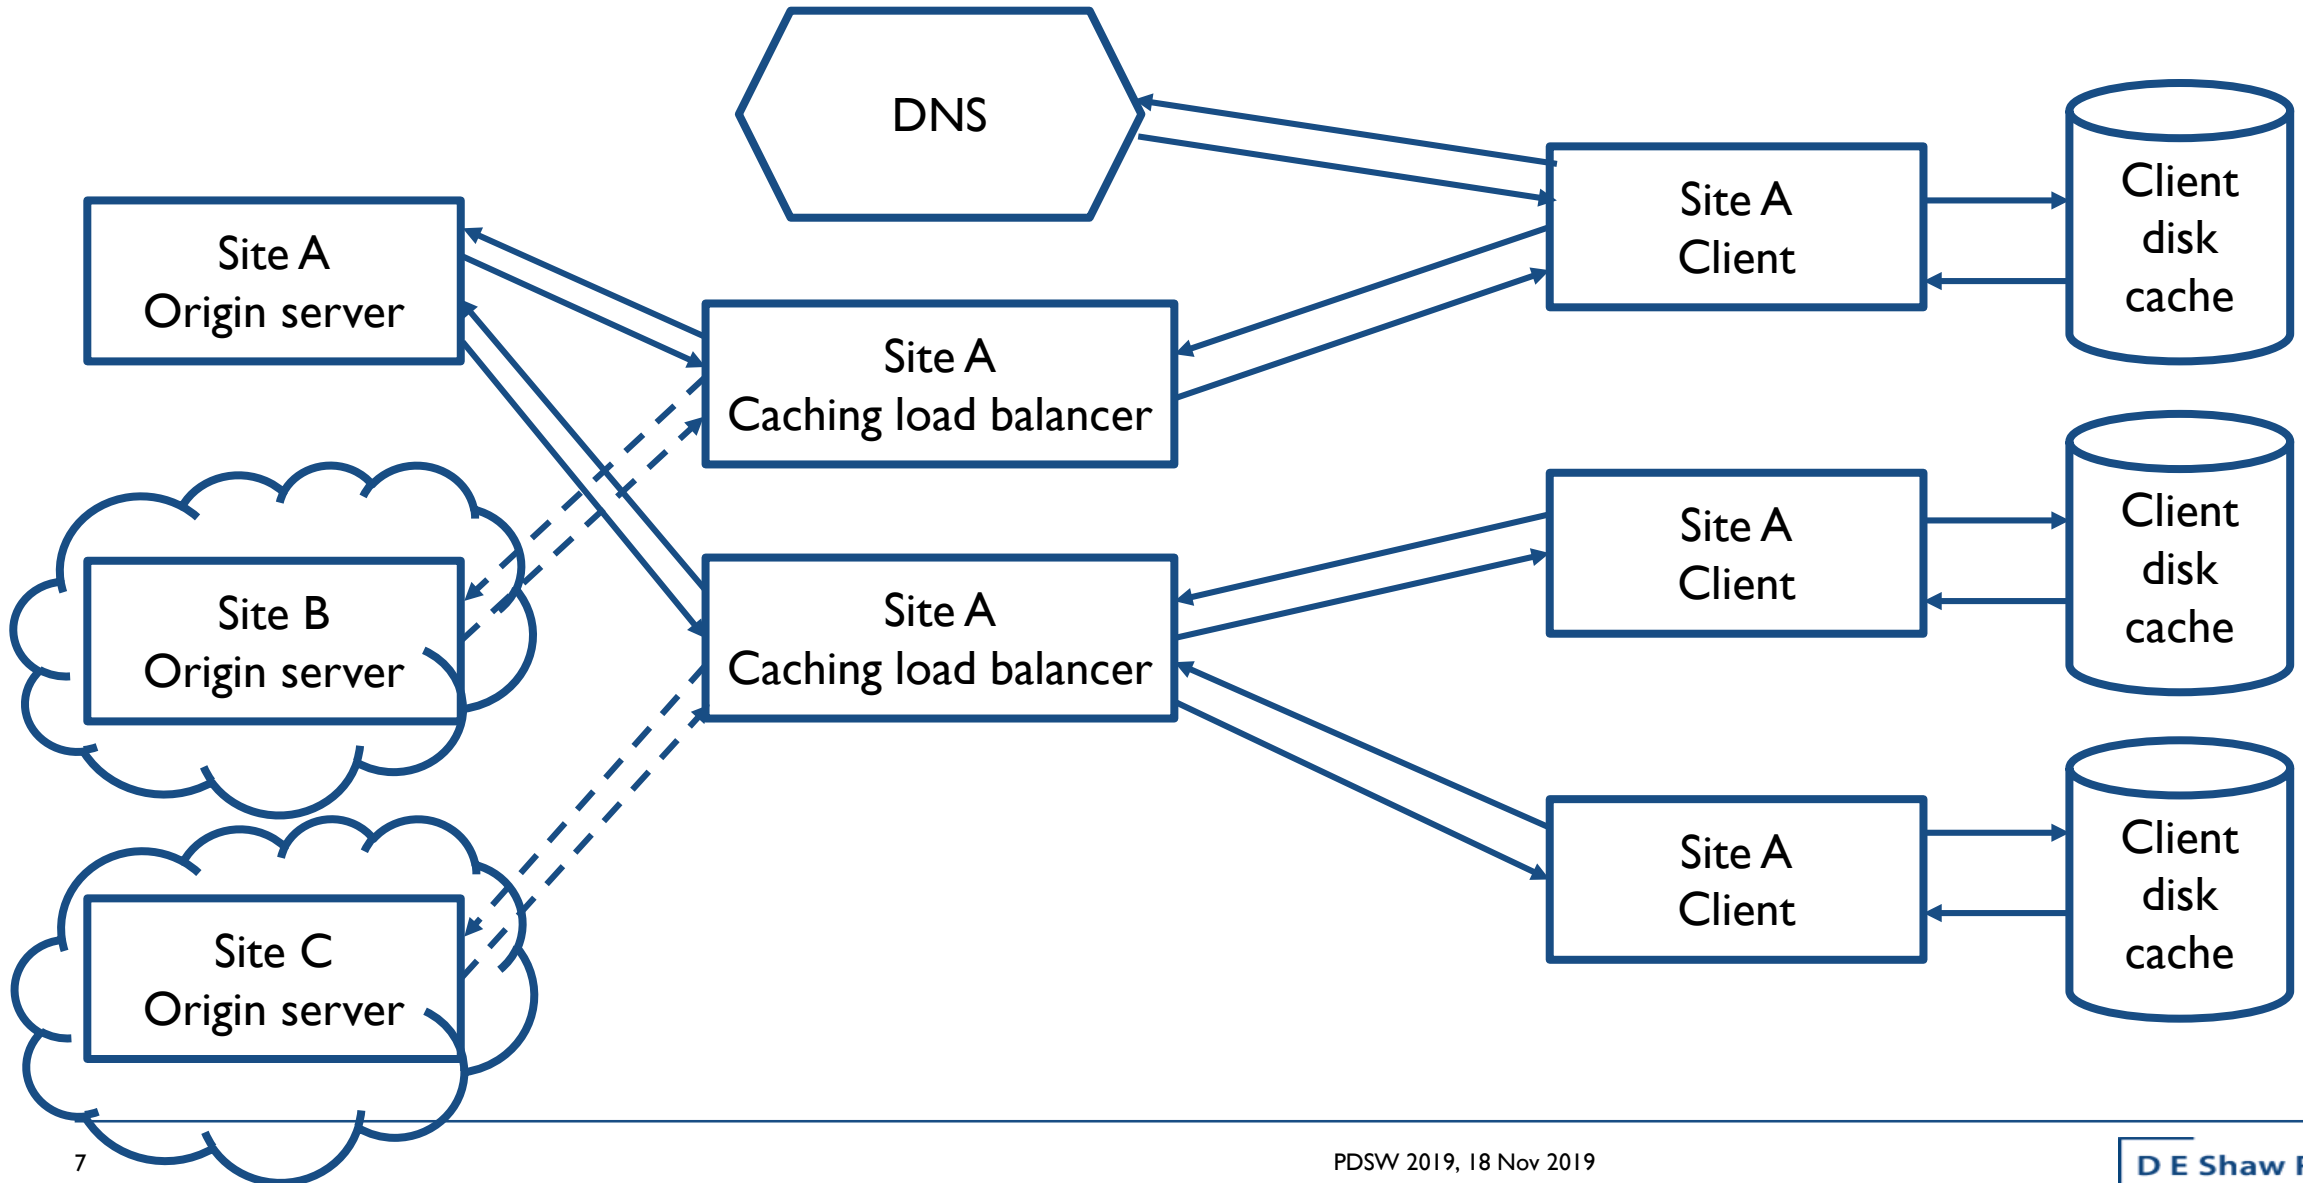 DNS
Site A
Origin server
Site A
Caching load balancer
Site A
Client
Client
disk
cache
Site B
Origin server
Site A
Caching load balancer
Site A
Client
Client
disk
cache
Site C
Origin server
Site A
Client
Client
disk
cache
7
PDSW 2019, 18 Nov 2019
D E Shaw